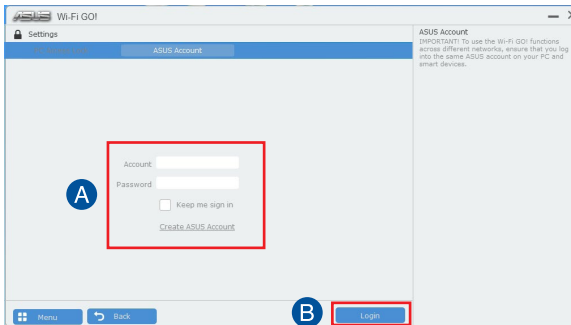 ASUS Wi-Fi GO!
Settings
ASUS Account
Account
Password
Keep me sign in
Create ASUS Account
A
B
Menu
Back
Login
ASUS Account
IMPORTANT! To use the Wi-Fi GO! functions
across different networks, ensure that you log
into the same ASUS account on your PC and
smart devices.